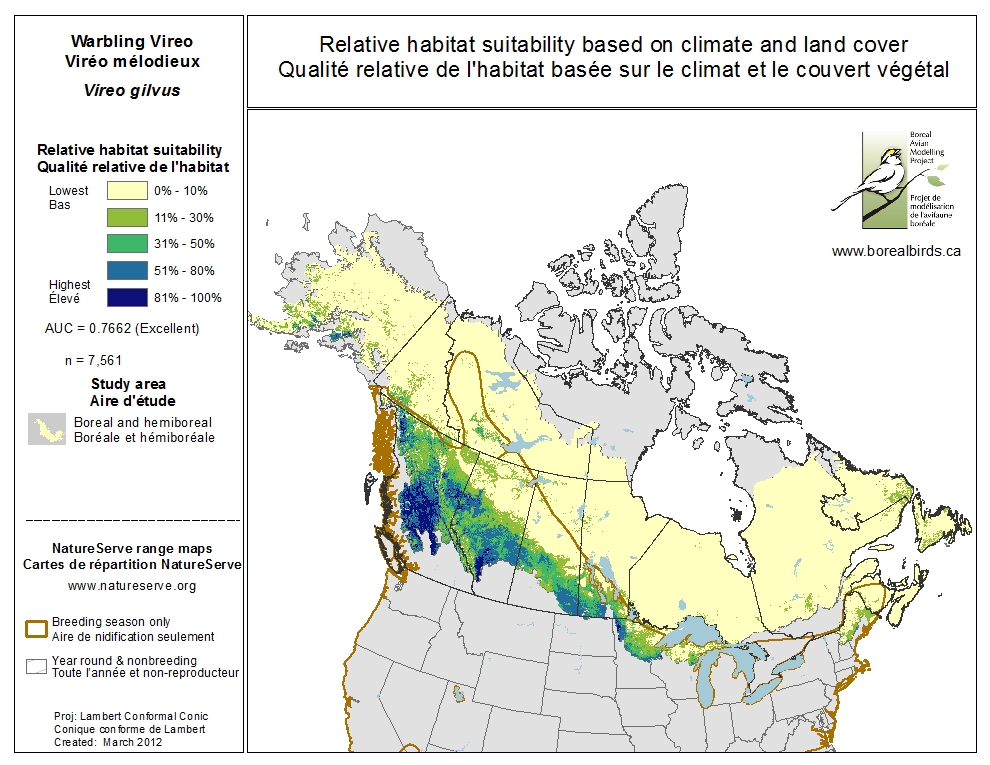 Warbling Vireo
Viréo mélodieux
Vireo gilvus
Relative habitat suitability based on climate and land cover
Qualité relative de l'habitat basée sur le climat et le couvert végétal
Relative habitat suitability
Qualité relative de l'habitat
Lowest
Bas
0% - 10%
11% - 30%
31% - 50%
51% - 80%
Highest
Élevé
81% - 100%
AUC = 0.7662 (Excellent)
n = 7,561
Study area
Aire d'étude
Boreal and hemiboreal
Boréale et hémiboréale
NatureServe range maps
Cartes de répartition NatureServe
www.natureserve.org
Breeding season only
Aire de nidification seulement
Year round & nonbreeding
Toute l'année et non-reproducteur
Proj: Lambert Conformal Conic
Conique conforme de Lambert
Created: March 2012
Boreal
Avian
Modelling
Project
Projet de
modélisation
de l'avifaune
boréale
www.borealbirds.ca